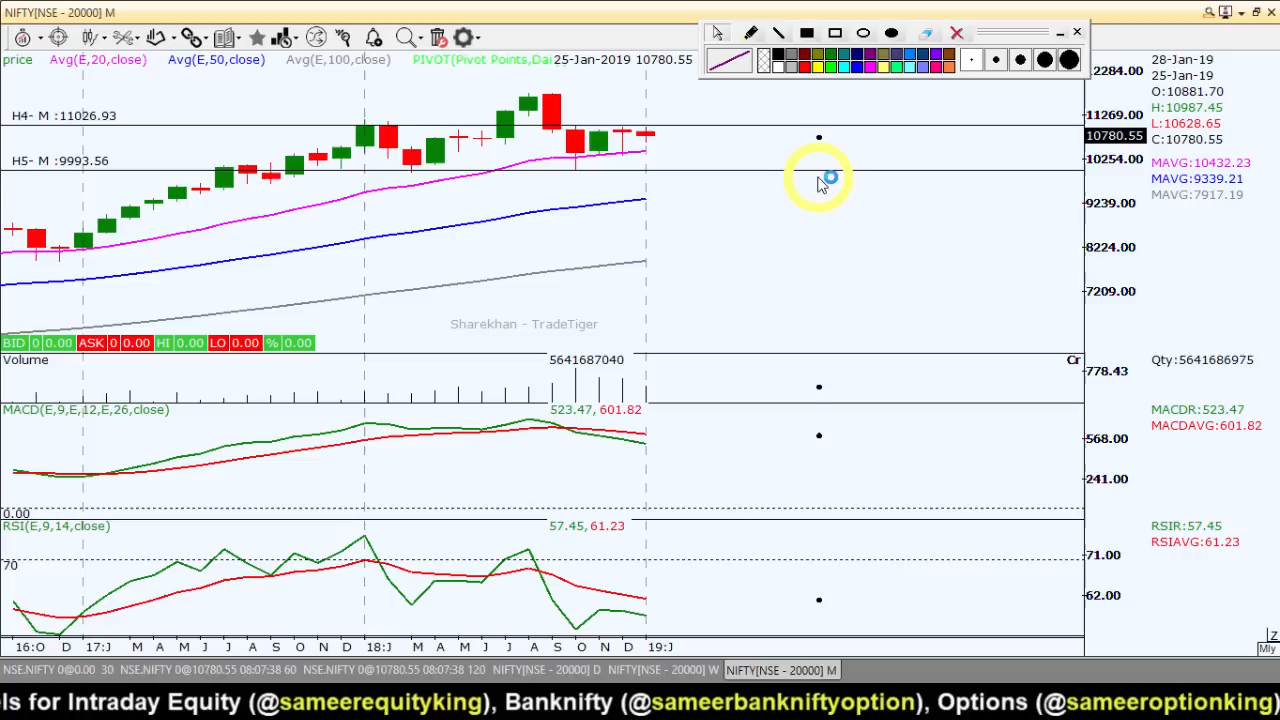 NIFTY[NSE - 20000] M
price Avg(E,20,close) Avg(E,50,close) Avg(E,100,close) PIVOT(Pivot Points,Dai 25-Jan-2019 10780.55
H4- M :11026.93
H5- M :9993.56
12284.00
11269.00
10780.55
10254.00
9239.00
8224.00
7209.00
28-Jan-19
25-Jan-19
O:10881.70
H:10987.45
L:10628.65
C:10780.55
MAVG:10432.23
MAVG:9339.21
MAVG:7917.19
Sharekhan - TradeTiger
BID 0 0.00 ASK 0 0.00 HI 0.00 LO 0.00 % 0.00
Volume 5641687040 Cr
778.43
Qty:5641686975
MACD(E,9,E,12,E,26,close) 523.47, 601.82
568.00
241.00
0.00
MACDR:523.47
MACDAVG:601.82
RSI(E,9,14,close) 57.45, 61.23
70
71.00
62.00
RSIR:57.45
RSIAVG:61.23
16:O D 17:J M A M J J A S O N D 18:J M A M J J A S O N D 19:J
Z
Mly
NSE.NIFTY 0@0.00 30 NSE.NIFTY 0@10780.55 08:07:38 60 NSE.NIFTY 0@10780.55 08:07:38 120 NIFTY[NSE - 20000] D NIFTY[NSE - 20000] W NIFTY[NSE - 20000] M
els for Intraday Equity (@sameerequityking), Banknifty (@sameerbankniftyoption), Options (@sameeroptionking)